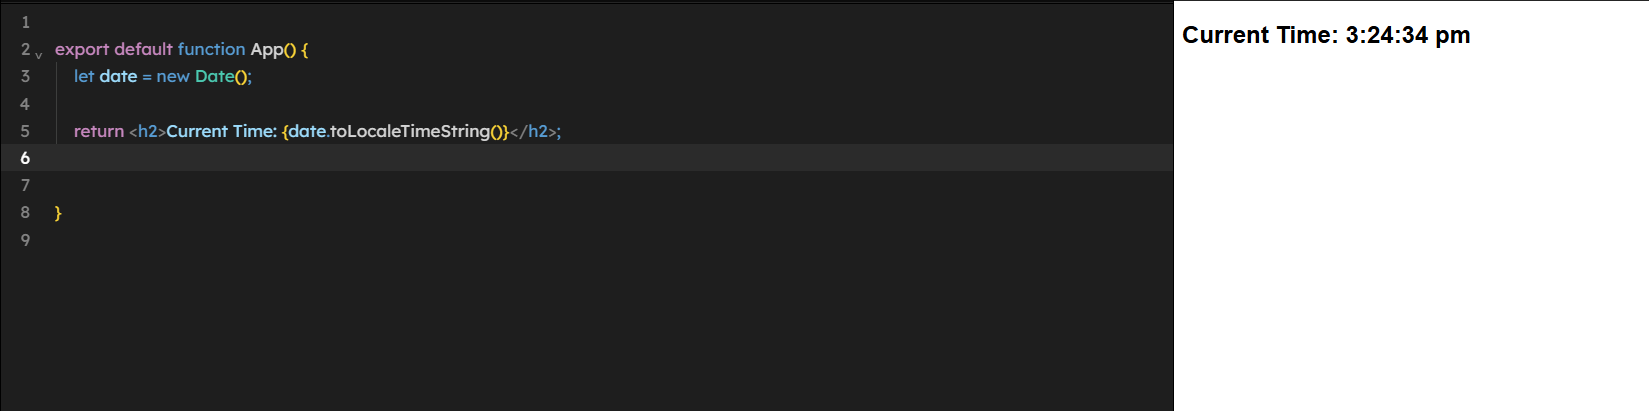 1
2 export default function App() {
3 let date = new Date();
4
5 return <h2>Current Time: {date.toLocaleTimeString()}</h2>;
6
7
8 }
9
Current Time: 3:24:34 pm